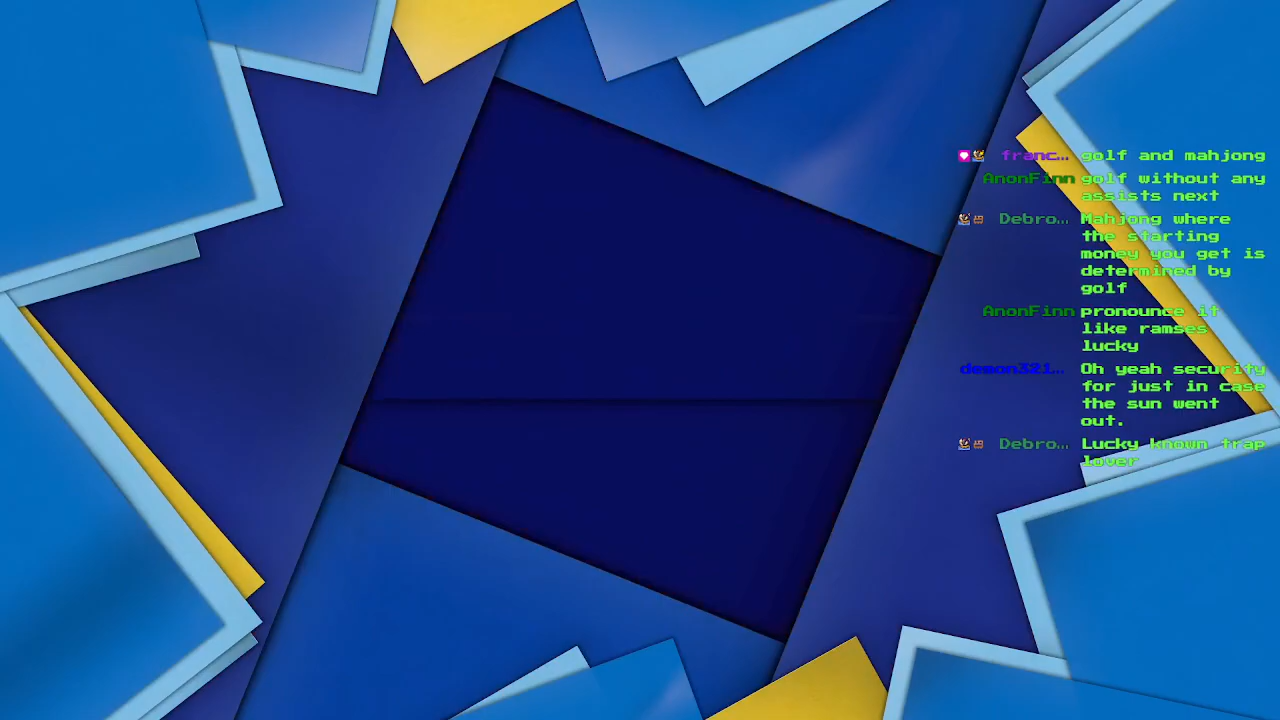 franc... golf and mahjong
AnonFinn golf without any
assists next
Debro... Mahjong where
the starting
money you get is
determined by
golf
AnonFinn pronounce it
like ramses
lucky
demon321... Oh yeah security
for just in case
the sun went
out.
Debro... Lucky known trap
lover